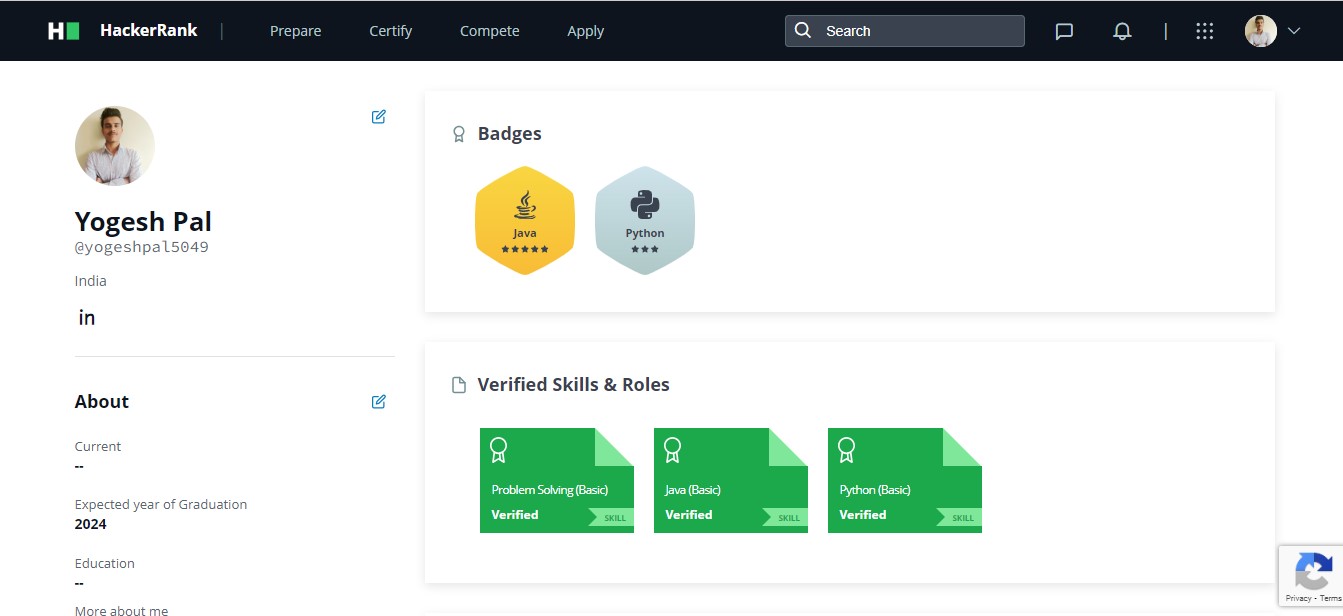 H HackerRank | Prepare Certify Compete Apply Search |
Yogesh Pal
@yogeshpal5049
India
in
About
Current
--
Expected year of Graduation
2024
Education
--
More about me
Badges
Java
Python
Verified Skills & Roles
Problem Solving (Basic)
Verified
SKILL
Java (Basic)
Verified
SKILL
Python (Basic)
Verified
SKILL
Privacy - Terms